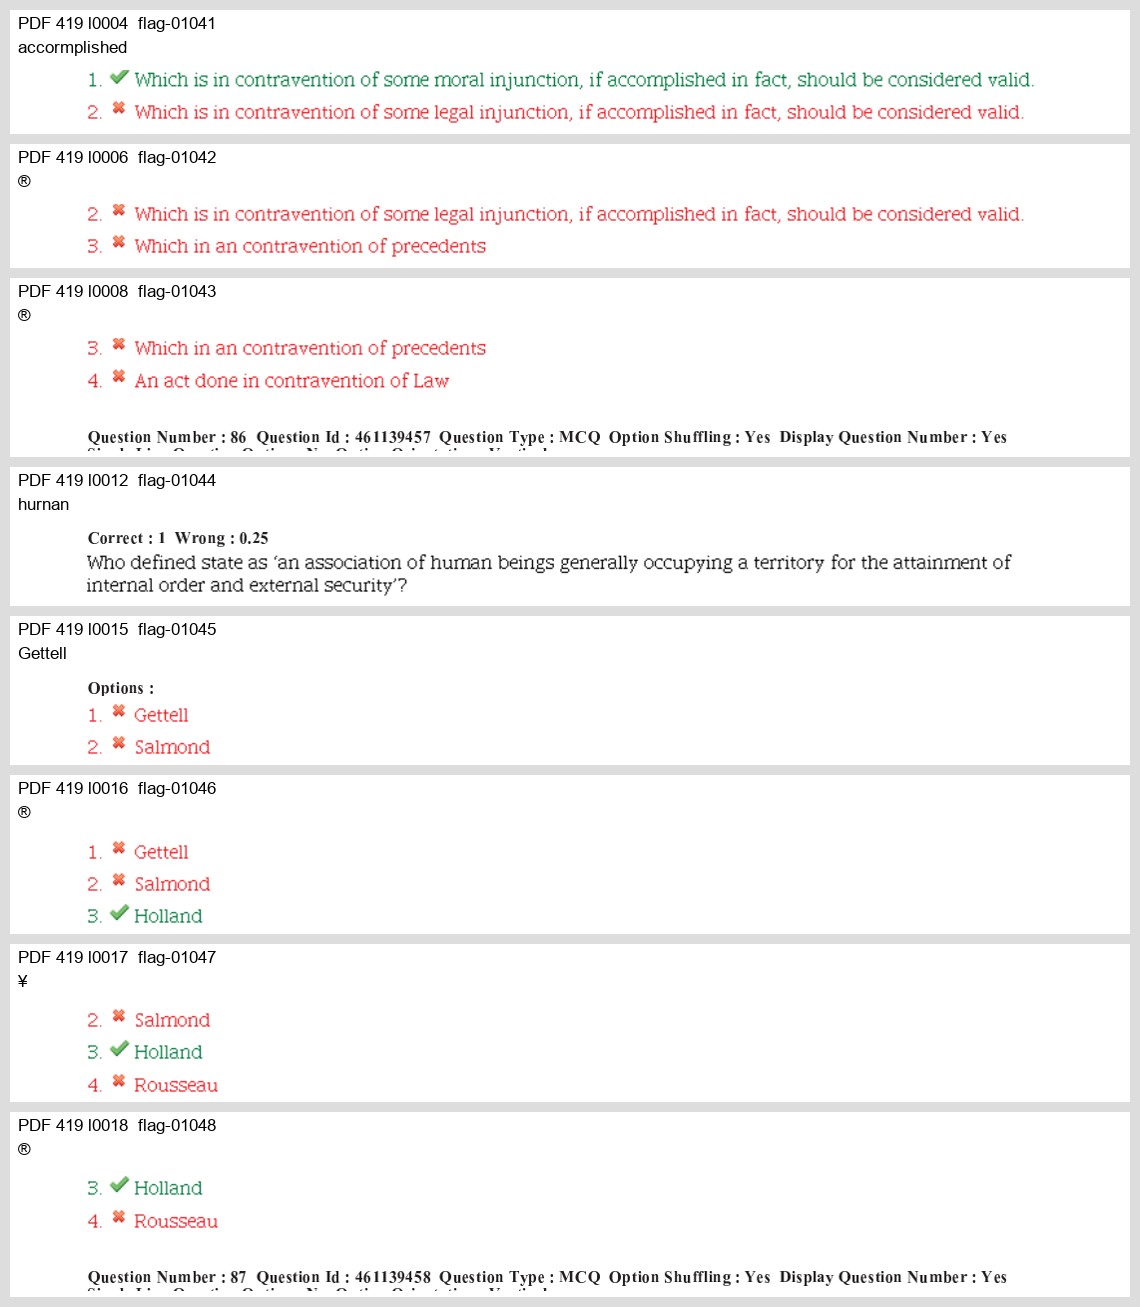 PDF 419 l0004 flag-01041
accormplished
1. ✔ Which is in contravention of some moral injunction, if accomplished in fact, should be considered valid.
2. ✖ Which is in contravention of some legal injunction, if accomplished in fact, should be considered valid.
PDF 419 l0006 flag-01042
®
2. ✖ Which is in contravention of some legal injunction, if accomplished in fact, should be considered valid.
3. ✖ Which in an contravention of precedents
PDF 419 l0008 flag-01043
®
3. ✖ Which in an contravention of precedents
4. ✖ An act done in contravention of Law
Question Number : 86 Question Id : 461139457 Question Type : MCQ Option Shuffling : Yes Display Question Number : Yes
PDF 419 l0012 flag-01044
hurnan
Correct : 1 Wrong : 0.25
Who defined state as ‘an association of human beings generally occupying a territory for the attainment of
internal order and external security’?
PDF 419 l0015 flag-01045
Gettell
Options :
1. ✖ Gettell
2. ✖ Salmond
PDF 419 l0016 flag-01046
®
1. ✖ Gettell
2. ✖ Salmond
3. ✔ Holland
PDF 419 l0017 flag-01047
¥
2. ✖ Salmond
3. ✔ Holland
4. ✖ Rousseau
PDF 419 l0018 flag-01048
®
3. ✔ Holland
4. ✖ Rousseau
Question Number : 87 Question Id : 461139458 Question Type : MCQ Option Shuffling : Yes Display Question Number : Yes